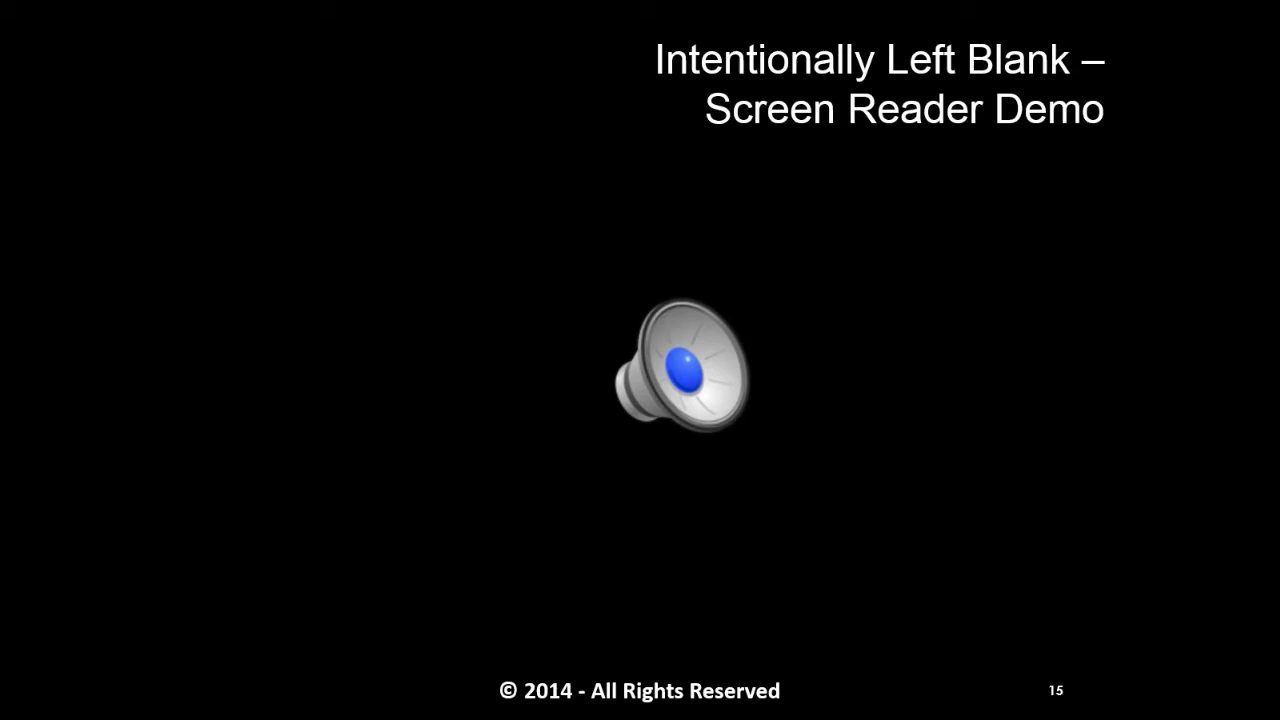 Intentionally Left Blank –
Screen Reader Demo
© 2014 - All Rights Reserved
15